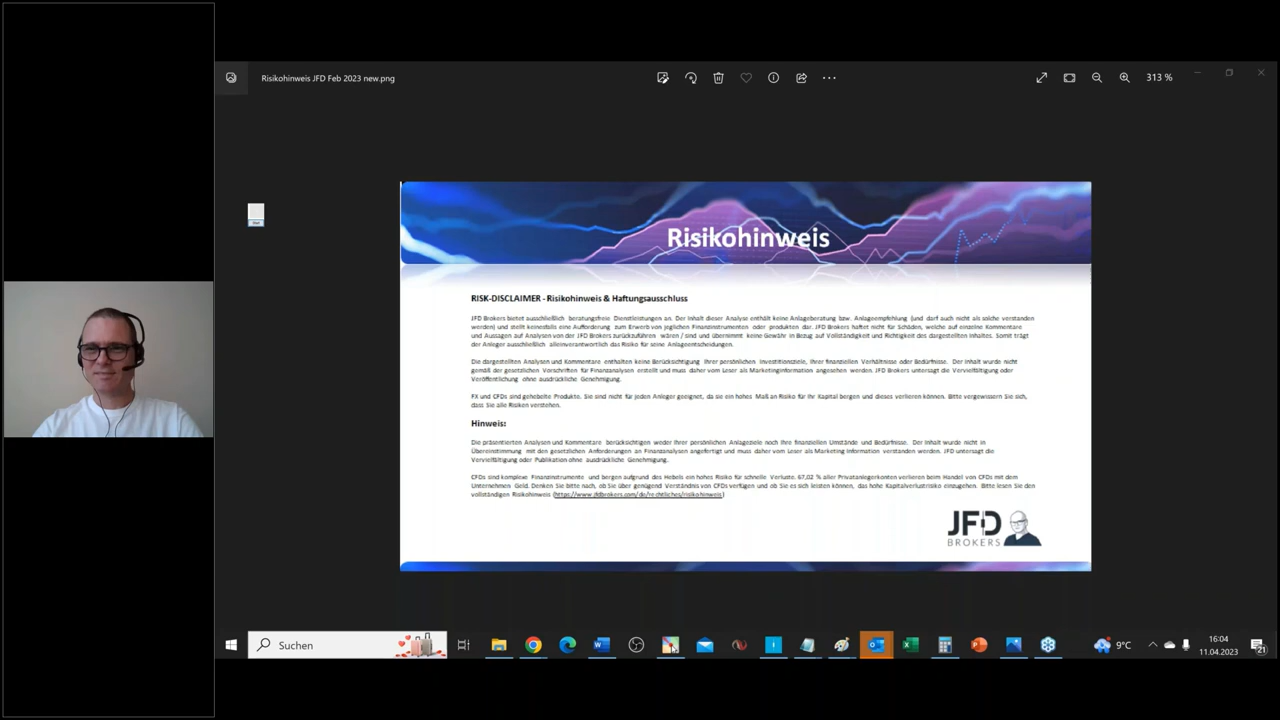 Risikohinweis JFD Feb 2023 new.png
313 %
Risikohinweis
RISK-DISCLAIMER - Risikohinweis & Haftungsausschluss
JFD Brokers bietet ausschließlich beratungsfreie Dienstleistungen an. Der Inhalt dieser Analyse enthält keine Anlageberatung bzw. Anlageempfehlung (und darf auch nicht als solche verstanden
werden) und stellt keinesfalls eine Aufforderung zum Erwerb von jeglichen Finanzinstrumenten oder produkten dar. JFD Brokers haftet nicht für Schäden, welche auf einzelne Kommentare
und Aussagen auf Analysen von der JFD Brokers zurückzuführen wären / sind und übernimmt keine Gewähr in Bezug auf Vollständigkeit und Richtigkeit des dargestellten Inhaltes. Somit trägt
der Anleger ausschließlich alleinverantwortlich das Risiko für seine Anlageentscheidungen.
Die dargestellten Analysen und Kommentare enthalten keine Berücksichtigung Ihrer persönlichen Investitionsziele, Ihrer finanziellen Verhältnisse oder Bedürfnisse. Der Inhalt wurde nicht
gemäß der gesetzlichen Vorschriften für Finanzanalysen erstellt und muss daher vom Leser als Marketinginformation angesehen werden. JFD Brokers untersagt die Vervielfältigung oder
Veröffentlichung ohne ausdrückliche Genehmigung.
FX und CFDs sind gehebelte Produkte. Sie sind nicht für jeden Anleger geeignet, da sie ein hohes Maß an Risiko für Ihr Kapital bergen und dieses verlieren können. Bitte vergewissern Sie sich,
dass Sie alle Risiken verstehen.
Hinweis:
Die präsentierten Analysen und Kommentare berücksichtigen weder Ihrer persönlichen Anlageziele noch Ihre finanziellen Umstände und Bedürfnisse. Der Inhalt wurde nicht in
Übereinstimmung mit den gesetzlichen Anforderungen an Finanzanalysen angefertigt und muss daher vom Leser als Marketing Information verstanden werden. JFD untersagt die
Vervielfältigung oder Publikation ohne ausdrückliche Genehmigung.
CFDs sind komplexe Finanzinstrumente und bergen aufgrund des Hebels ein hohes Risiko für schnelle Verluste. 67,02 % aller Privatanlegerkonten verlieren beim Handel von CFDs mit dem
Unternehmen Geld. Denken Sie bitte nach, ob Sie über genügend Verständnis von CFDs verfügen und ob Sie es sich leisten können, das hohe Kapitalverlustrisiko einzugehen. Bitte lesen Sie den
vollständigen Risikohinweis (https://www.jfdbrokers.com/de/rechtliches/risikohinweis)
JFD
BROKERS
Suchen
9°C
16:04
11.04.2023
21